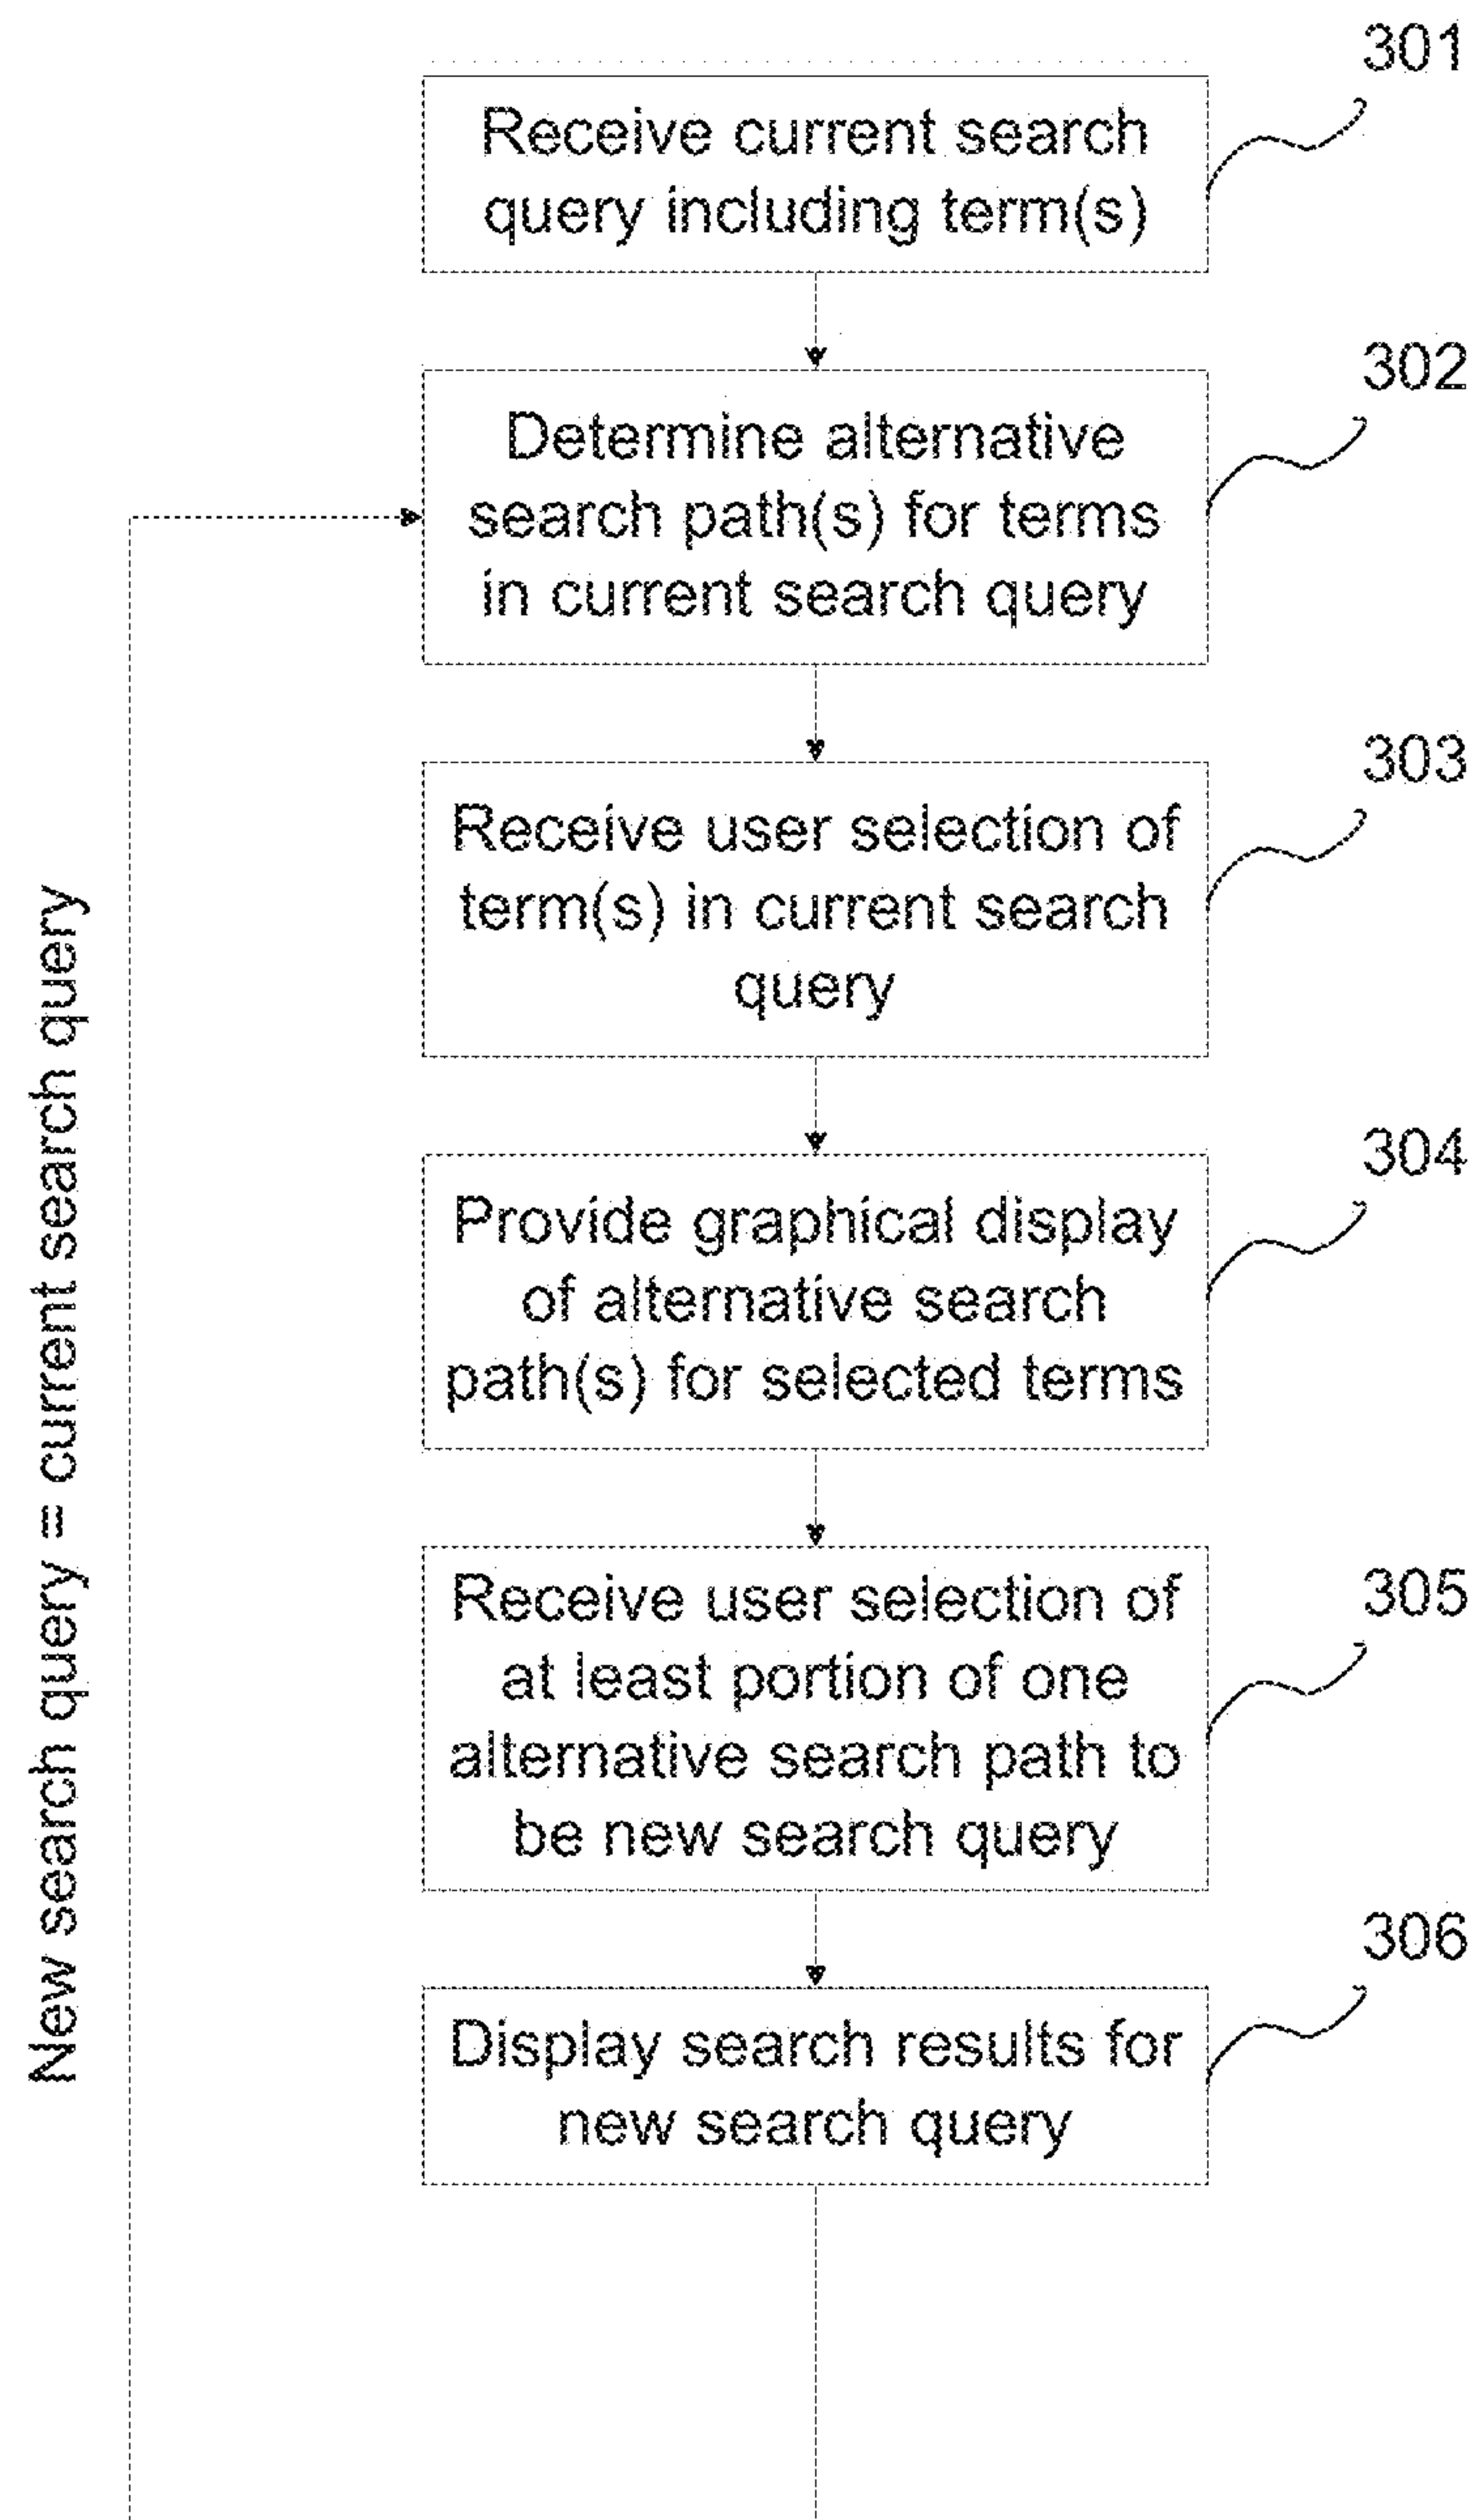 301
Receive current search
query including term(s)
302
Determine alternative
search path(s) for terms
in current search query
303
Receive user selection of
term(s) in current search
query
304
Provide graphical display
of alternative search
path(s) for selected terms
305
Receive user selection of
at least portion of one
alternative search path to
be new search query
306
Display search results for
new search query
New search query = current search query